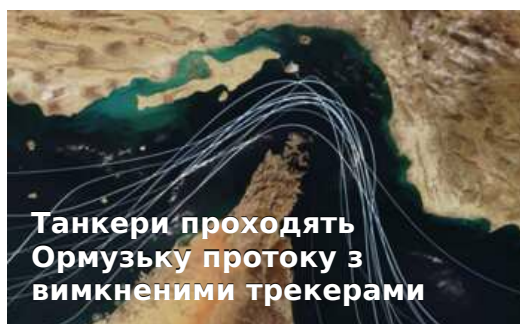 Танкери проходять
Ормузьку протоку з
вимкненими трекерами